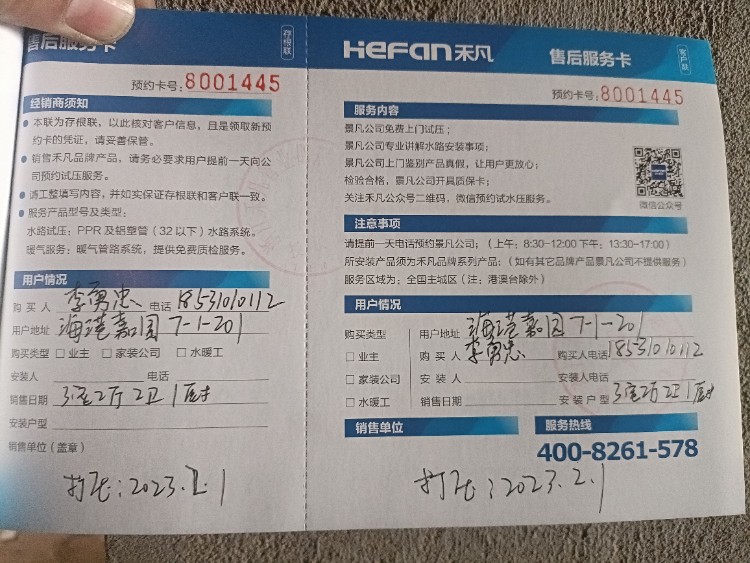 售后服务卡
存根联
预约卡号:8001445
经销商须知
本联为存根联，以此核对客户信息，且是领取新预
约卡的凭证，请妥善保管。
销售禾凡品牌产品，请务必要求用户提前一天向公
司预约试压服务。
请工整填写内容，并如实保证存根联和客户联一致。
服务产品型号及类型:
水路试压: PPR 及铝塑管（32 以下）水路系统。
暖气服务: 暖气管路系统，提供免费质检服务。
用户情况
购买人 李勇忠 电话 18531010112
用户地址 海港嘉园 7-1-201
购买类型 □ 业主 □ 家装公司 □ 水暖工
安装人 电话
销售日期 3室2厅2卫1厨
安装户型
销售单位（盖章）
打压:2023.2.1
HeFan禾凡 售后服务卡
客户联
预约卡号:8001445
服务内容
景凡公司免费上门试压;
景凡公司专业讲解水路安装事项;
景凡公司上门鉴别产品真假，让用户更放心;
检验合格，景凡公司开具质保卡;
关注禾凡公众号二维码，微信预约试水压服务。
微信公众号
注意事项
请提前一天电话预约景凡公司;（上午: 8:30-12:00 下午: 13:30-17:00）
所安装产品须为禾凡品牌系列产品;（如有其它品牌产品景凡公司不提供服务）
服务区域为: 全国主城区（注: 港澳台除外）
用户情况
购买类型 用户地址 海港嘉园 7-1-201
□ 业主 购买人 李勇忠 购买人电话 18531010112
□ 家装公司 安装人 安装人电话
□ 水暖工 销售日期 安装户型 3室2厅2卫1厨
销售单位 服务热线
400-8261-578
打压:2023.2.1